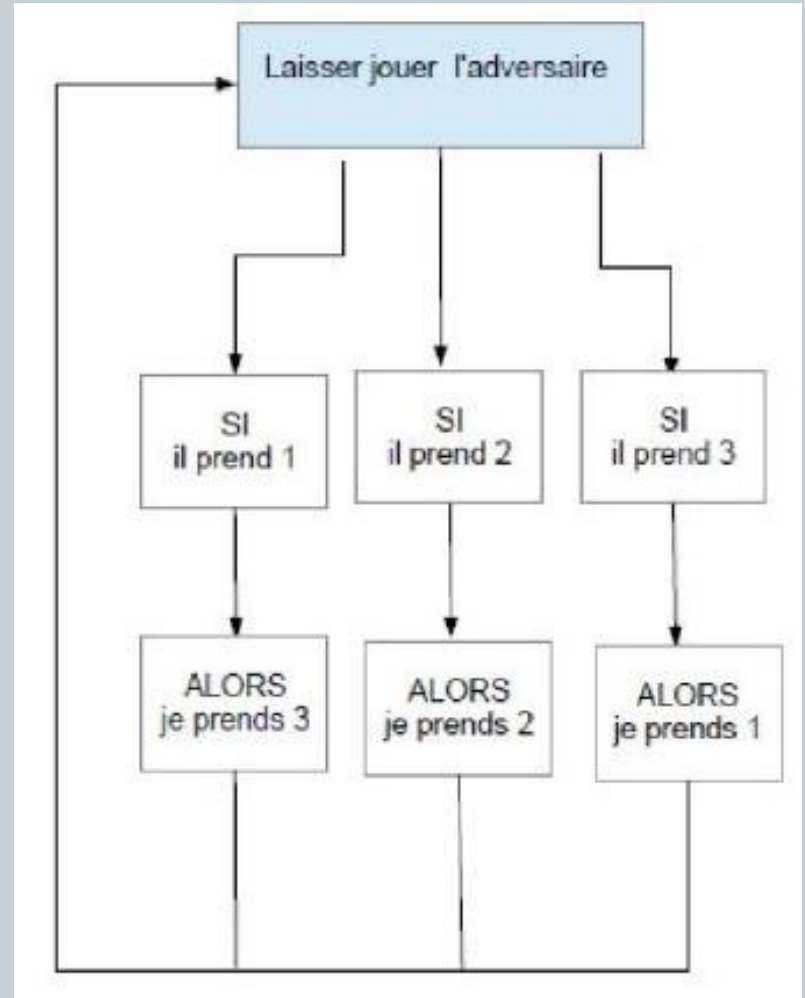 Laisser jouer l'adversaire
SI
il prend 1
SI
il prend 2
SI
il prend 3
ALORS
je prends 3
ALORS
je prends 2
ALORS
je prends 1